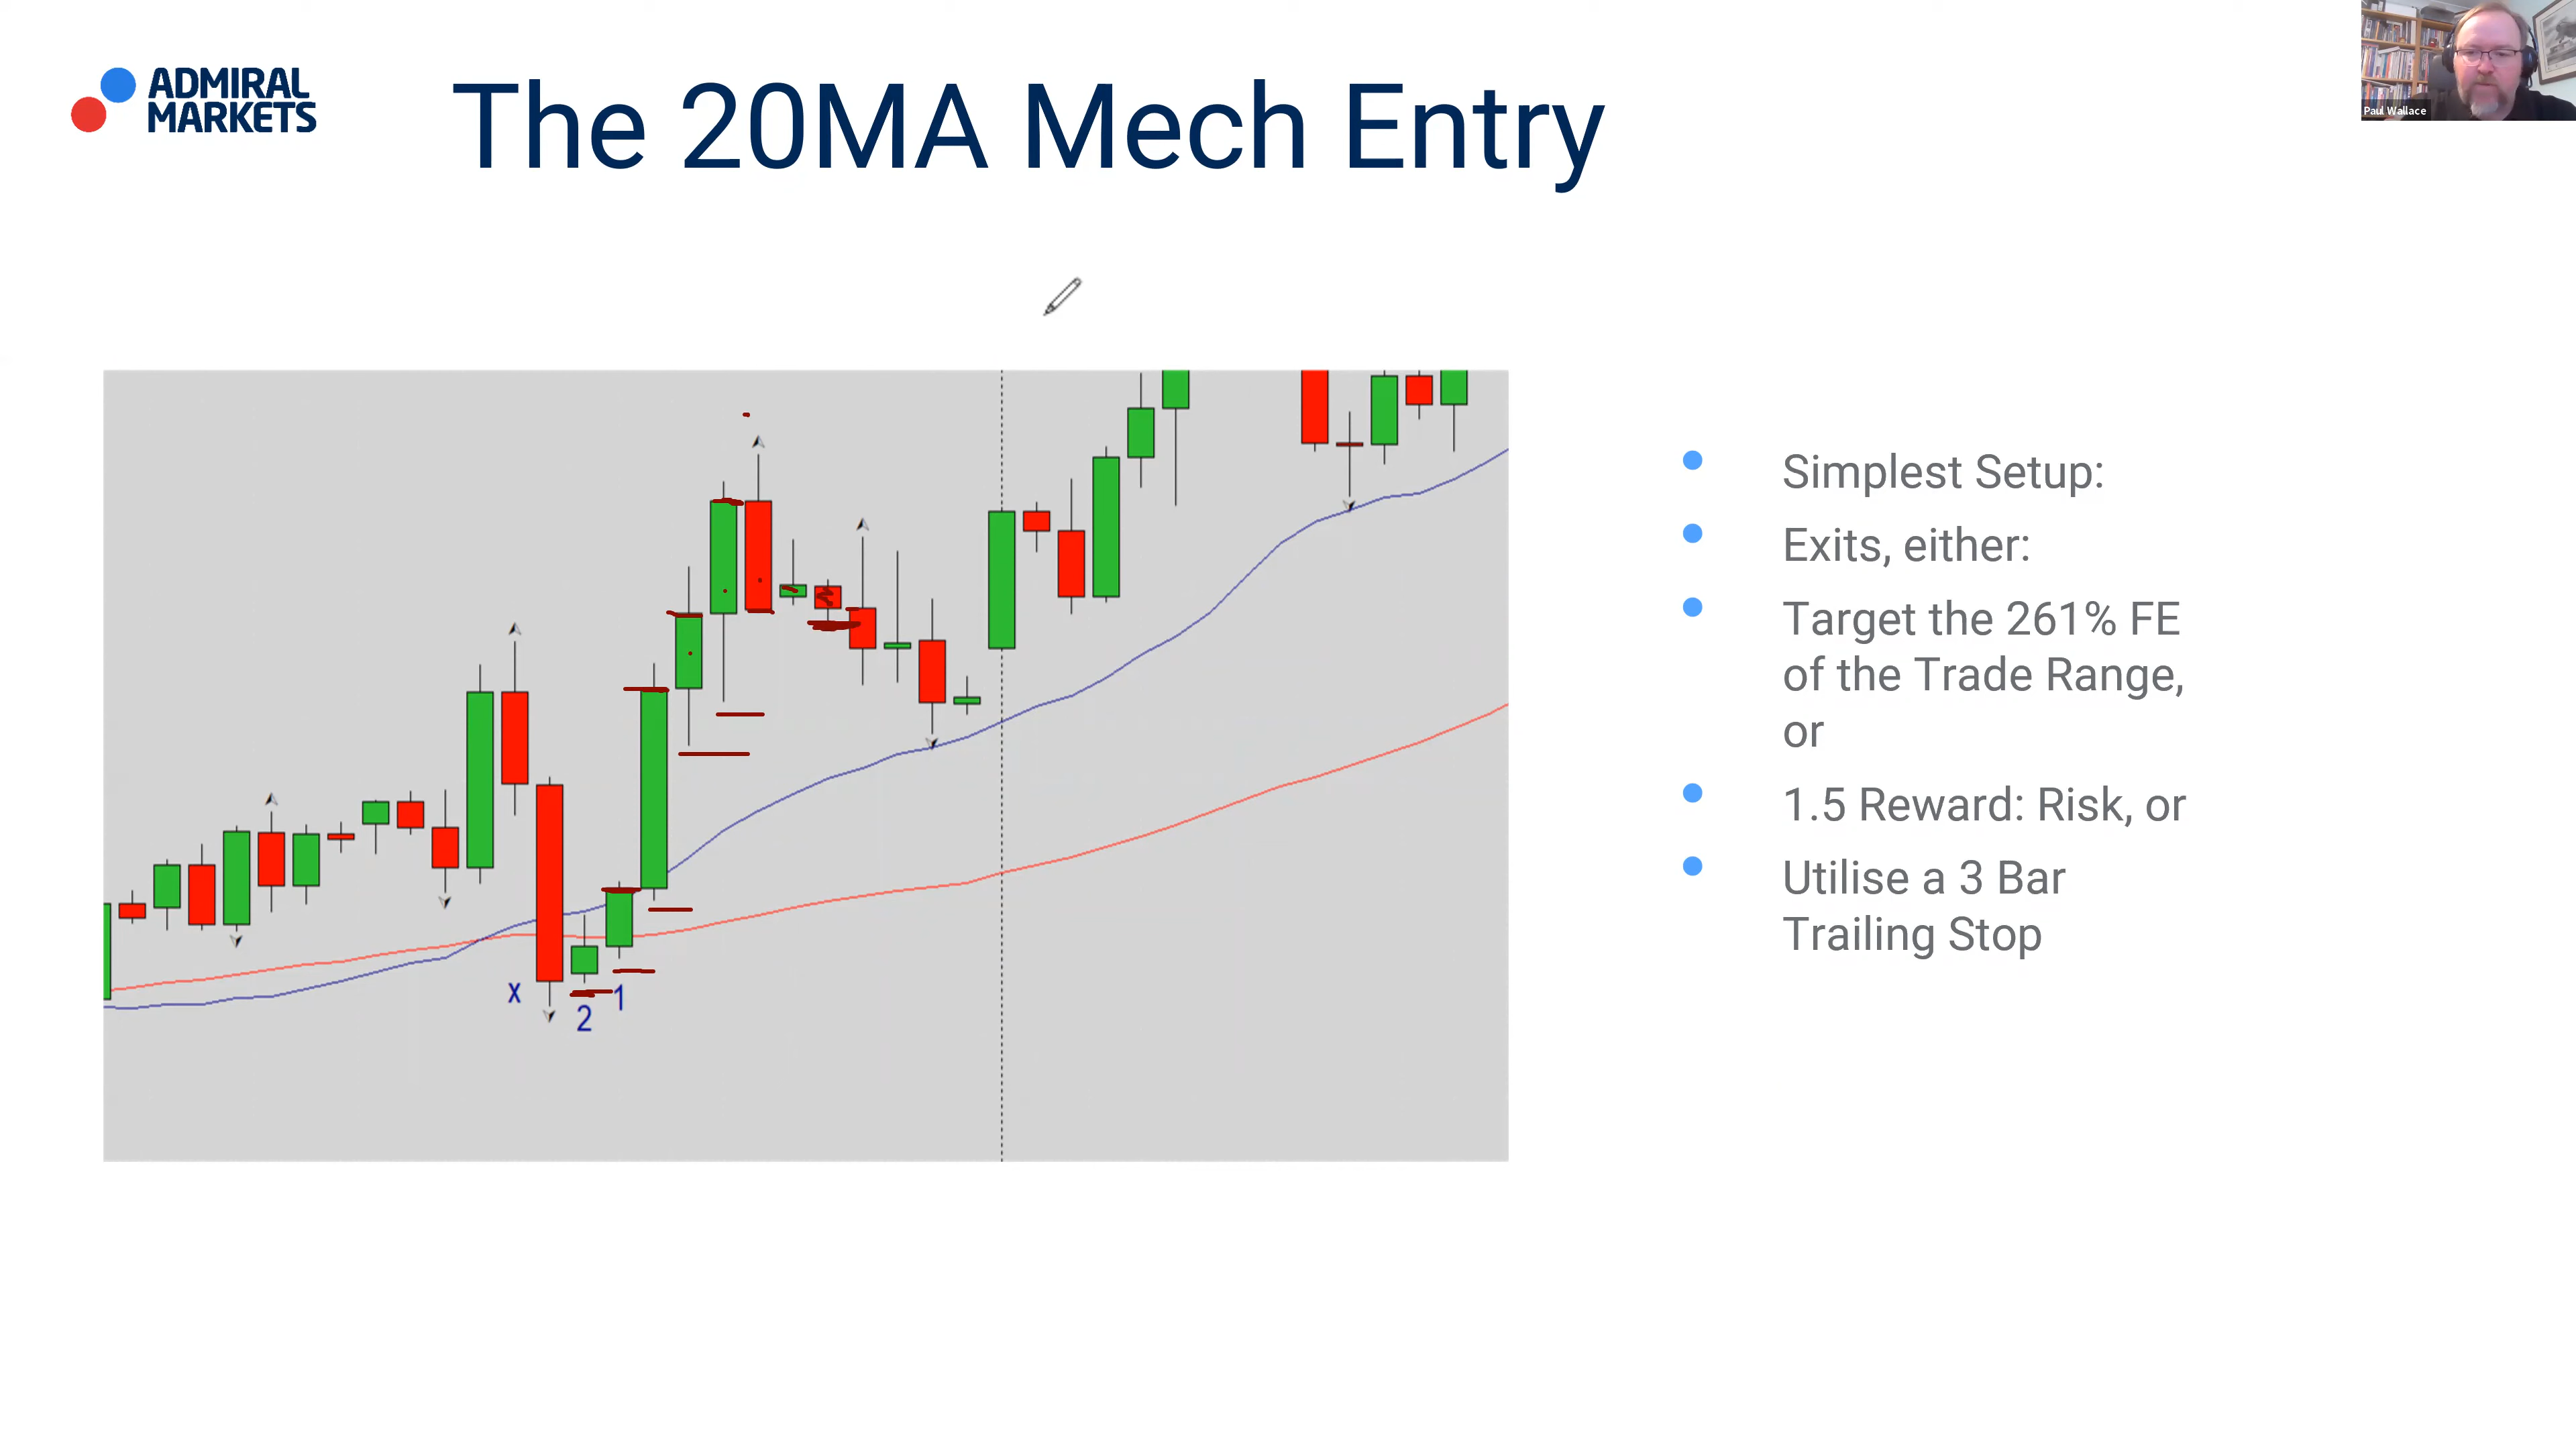 ADMIRAL
MARKETS
The 20MA Mech Entry
Paul Wallace
Simplest Setup:
Exits, either:
Target the 261% FE
of the Trade Range,
or
1.5 Reward: Risk, or
Utilise a 3 Bar
Trailing Stop
x
2
1